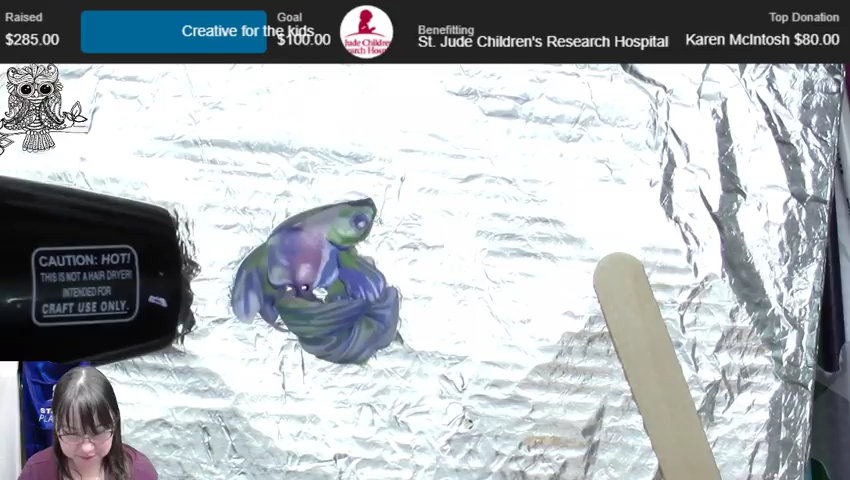 Raised
$285.00
Creative for the kids
Goal
$100.00
Benefitting
St. Jude Children's Research Hospital
Top Donation
Karen McIntosh $80.00
CAUTION: HOT!
THIS IS NOT A HAIR DRYER!
INTENDED FOR
CRAFT USE ONLY.